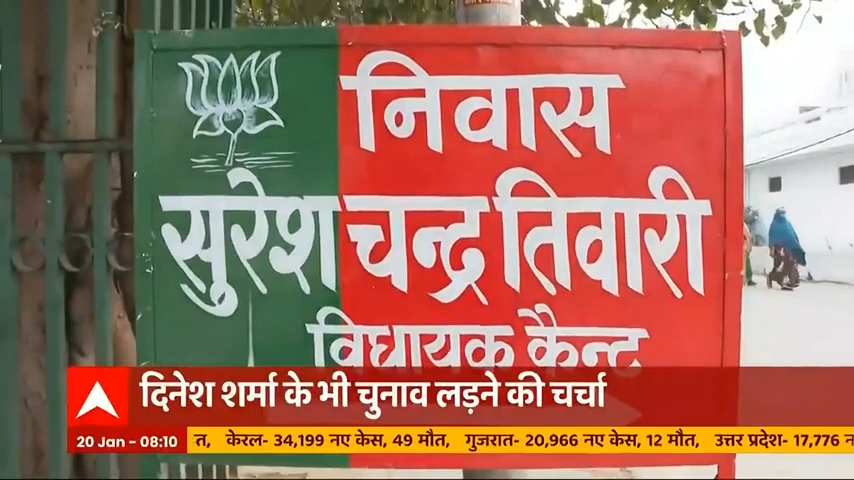 निवास
सुरेश चन्द्र तिवारी
विधायक कैन्ट
दिनेश शर्मा के भी चुनाव लड़ने की चर्चा
20 Jan - 08:10
त, केरल- 34,199 नए केस, 49 मौत, गुजरात- 20,966 नए केस, 12 मौत, उत्तर प्रदेश- 17,776 न